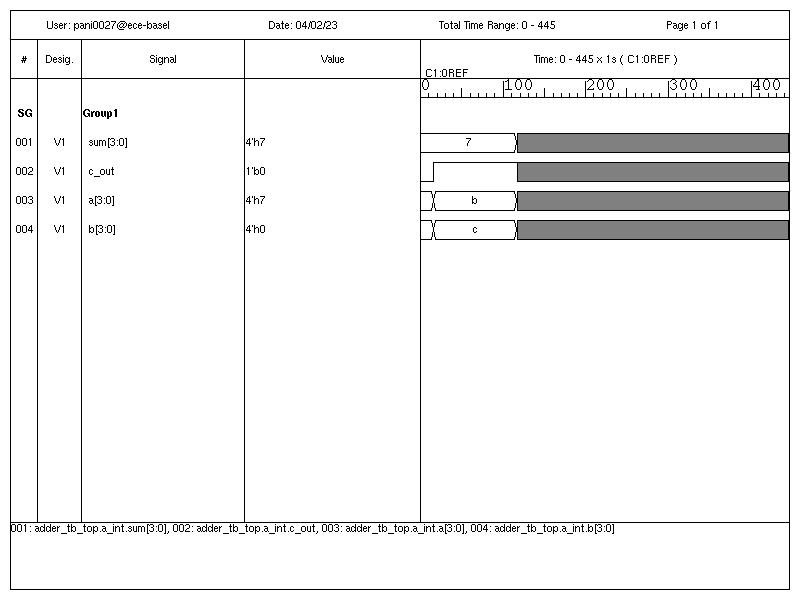 User: pani0027@ece-basel Date: 04/02/23 Total Time Range: 0 - 445 Page 1 of 1
# Desig. Signal Value Time: 0 - 445 x 1s ( C1:0REF )
C1:0REF
0 100 200 300 400
SG Group1
001 V1 sum[3:0] 4'h7 7
002 V1 c_out 1'b0
003 V1 a[3:0] 4'h7 b
004 V1 b[3:0] 4'h0 c
001: adder_tb_top.a_int.sum[3:0], 002: adder_tb_top.a_int.c_out, 003: adder_tb_top.a_int.a[3:0], 004: adder_tb_top.a_int.b[3:0]